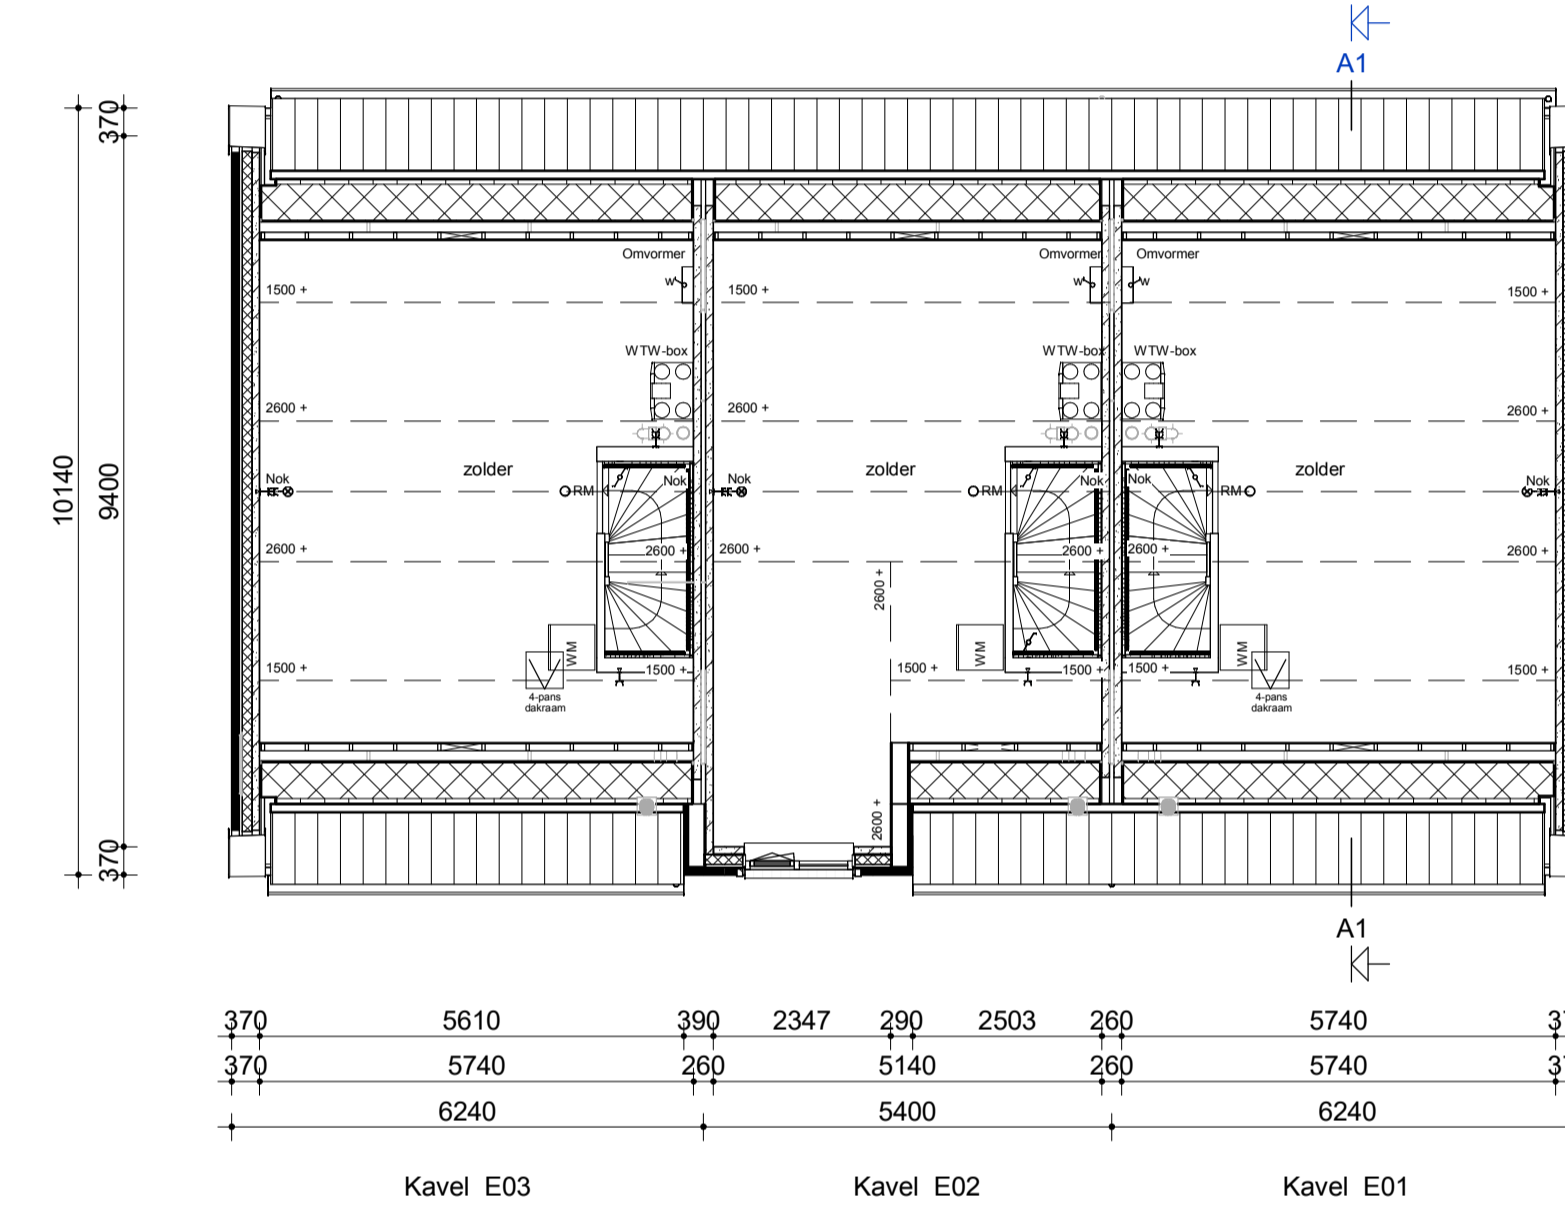 A1
370
10140
9400
370
Omvormer
Omvormer
Omvormer
W
W
W
1500 +
1500 +
1500 +
WTW-box
WTW-box
WTW-box
2600 +
2600 +
2600 +
zolder
zolder
zolder
Nok
RM
Nok
Nok
RM
Nok
Nok
RM
Nok
2600 +
2600 +
2600 +
2600 +
2600 +
2600 +
2600 +
WM
WM
WM
1500 +
1500 +
1500 +
1500 +
1500 +
4-pans
dakraam
4-pans
dakraam
2600 +
A1
370 5610 390 2347 290 2503 260 5740
370 5740 260 5140 260 5740
6240 5400 6240
Kavel E03 Kavel E02 Kavel E01